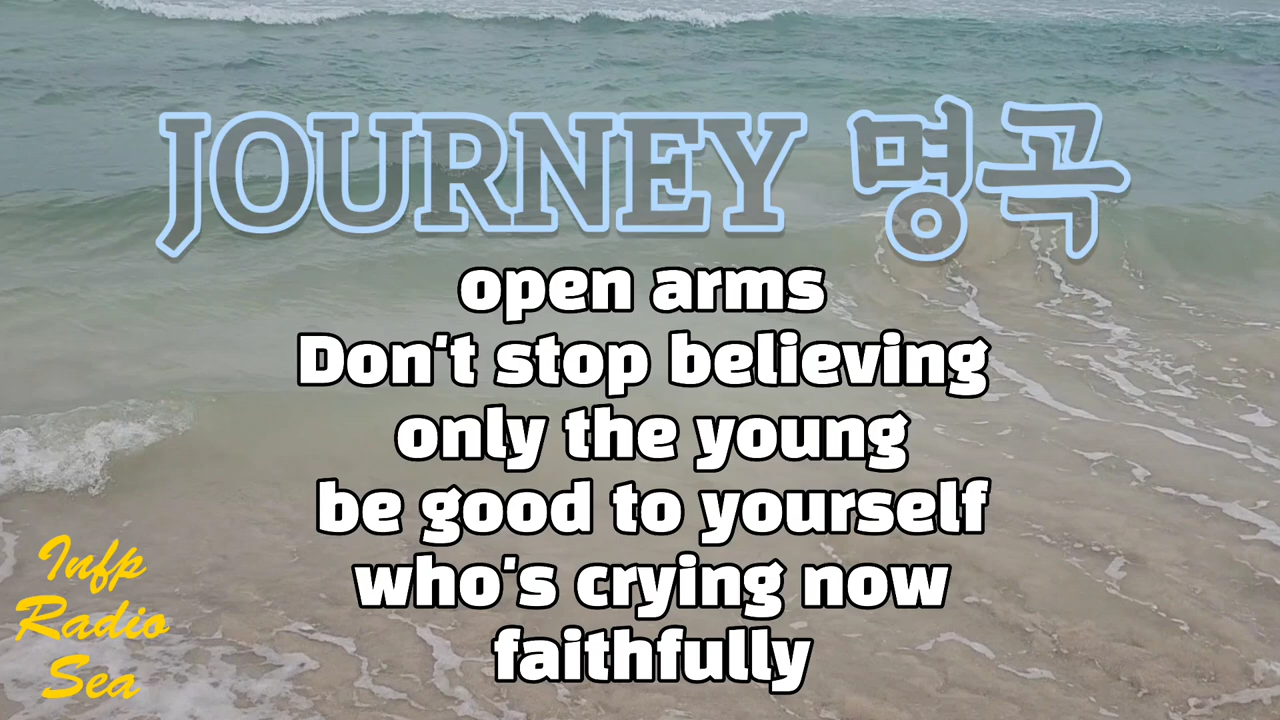 JOURNEY 명곡
open arms
Don't stop believing
only the young
be good to yourself
who's crying now
faithfully
Infp
Radio
Sea